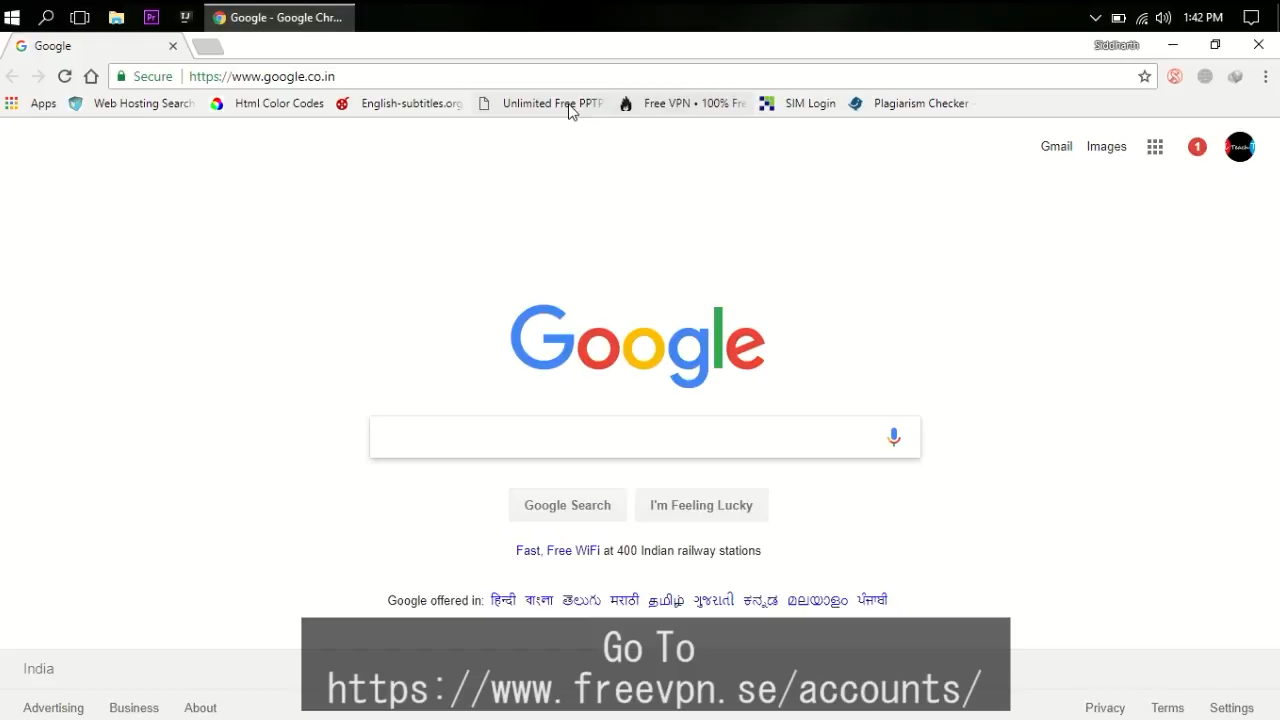 Google - Google Chr...
1:42 PM
Google
Siddharth
Secure
https://www.google.co.in
Apps
Web Hosting Search
Html Color Codes
English-subtitles.org
Unlimited Free PPTP
Free VPN • 100% Fre
SIM Login
Plagiarism Checker
Gmail
Images
1
Teach
Google
Google Search
I'm Feeling Lucky
Fast, Free WiFi at 400 Indian railway stations
Google offered in: हिन्दी বাংলা తెలుగు मराठी தமிழ் ગુજરાતી ಕನ್ನಡ മലയാളം ਪੰਜਾਬੀ
Go To
https://www.freevpn.se/accounts/
India
Advertising
Business
About
Privacy
Terms
Settings